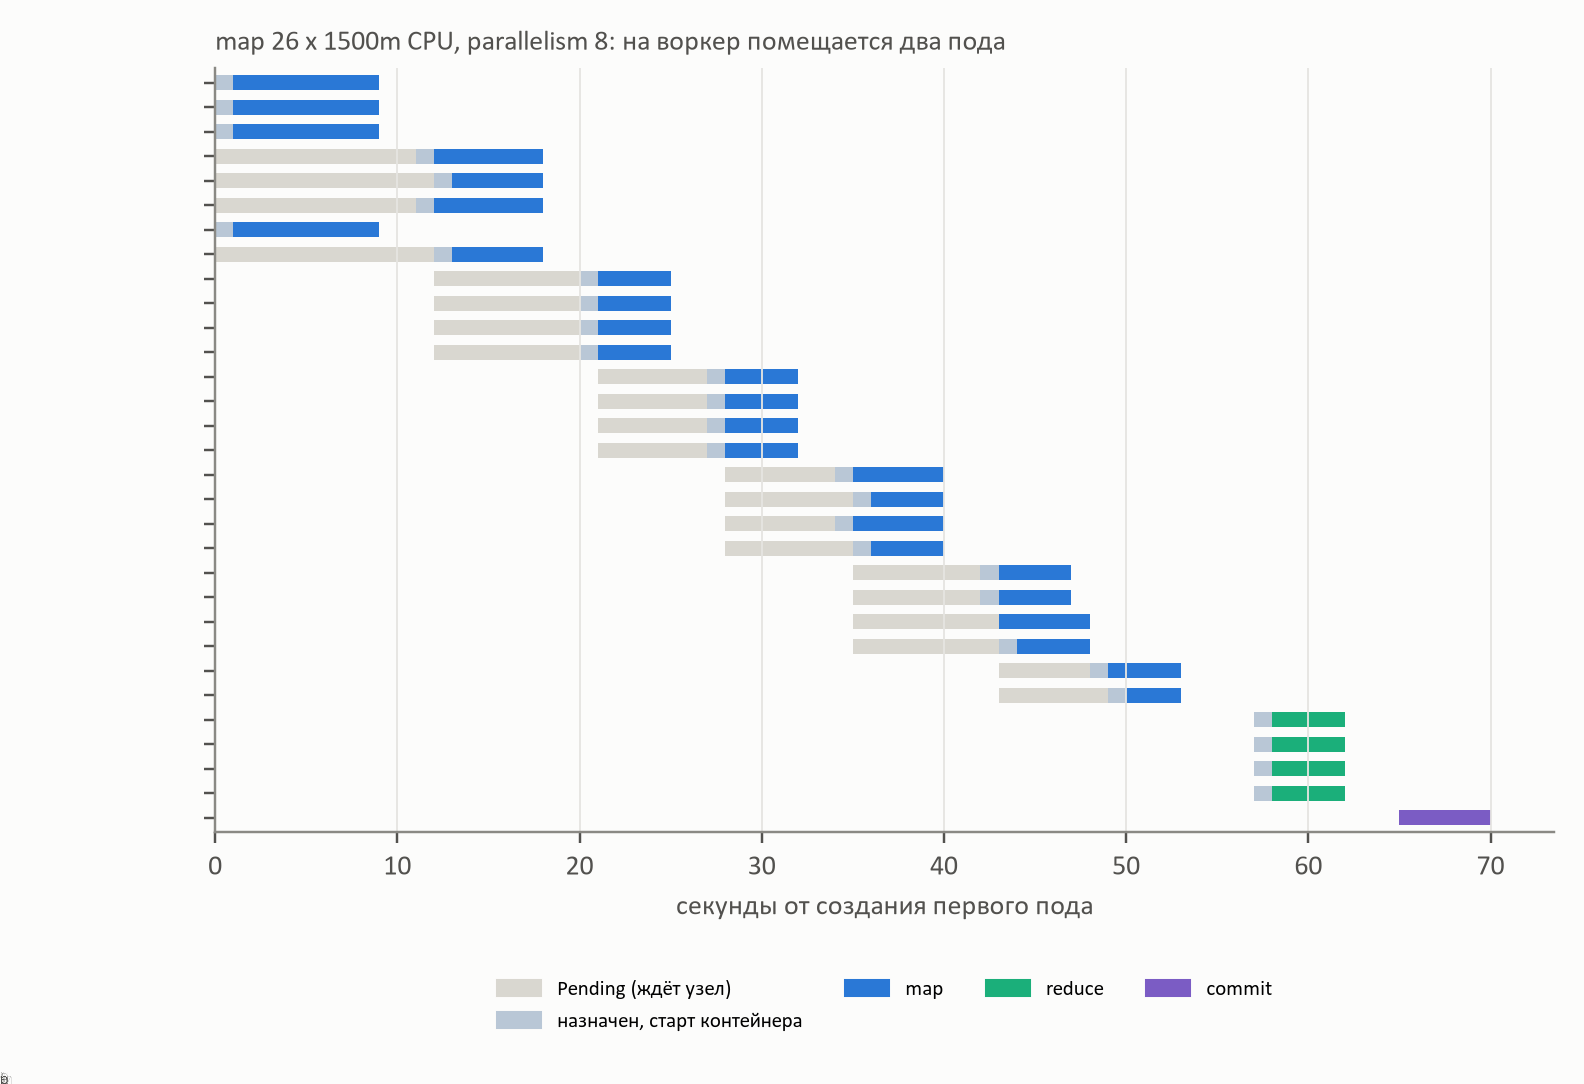 map 26 x 1500m CPU, parallelism 8: на воркер помещается два пода
0 10 20 30 40 50 60 70
секунды от создания первого пода
Pending (ждёт узел) map reduce commit
назначен, старт контейнера